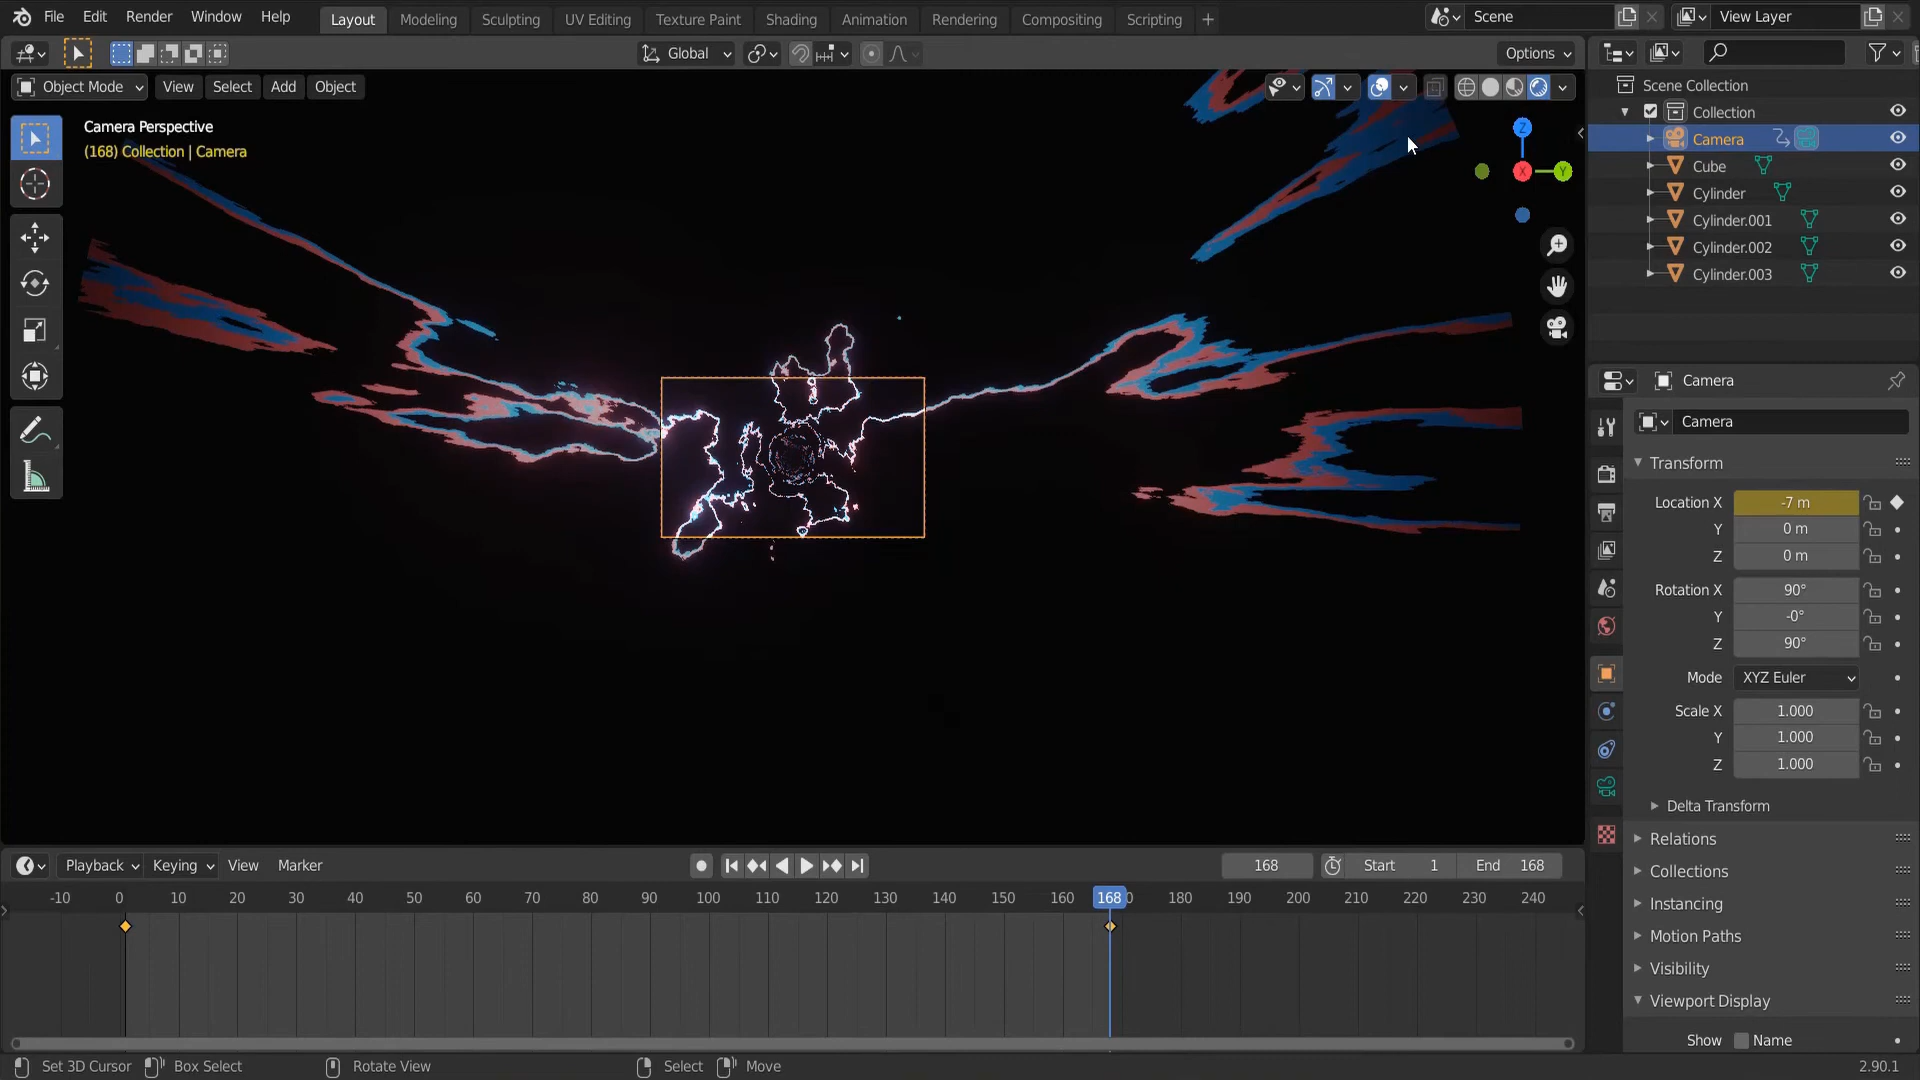 File Edit Render Window Help Layout Modeling Sculpting UV Editing Texture Paint Shading Animation Rendering Compositing Scripting + Scene View Layer
Global Options
Object Mode View Select Add Object
Camera Perspective
(168) Collection | Camera
Z
X Y
Scene Collection
Collection
Camera
Cube
Cylinder
Cylinder.001
Cylinder.002
Cylinder.003
Camera
Camera
Transform
Location X -7 m
Y 0 m
Z 0 m
Rotation X 90°
Y -0°
Z 90°
Mode XYZ Euler
Scale X 1.000
Y 1.000
Z 1.000
Delta Transform
Relations
Collections
Instancing
Motion Paths
Visibility
Viewport Display
Show Name
Playback Keying View Marker 168 Start 1 End 168
-10 0 10 20 30 40 50 60 70 80 90 100 110 120 130 140 150 160 168 0 180 190 200 210 220 230 240
Set 3D Cursor Box Select Rotate View Select Move 2.90.1